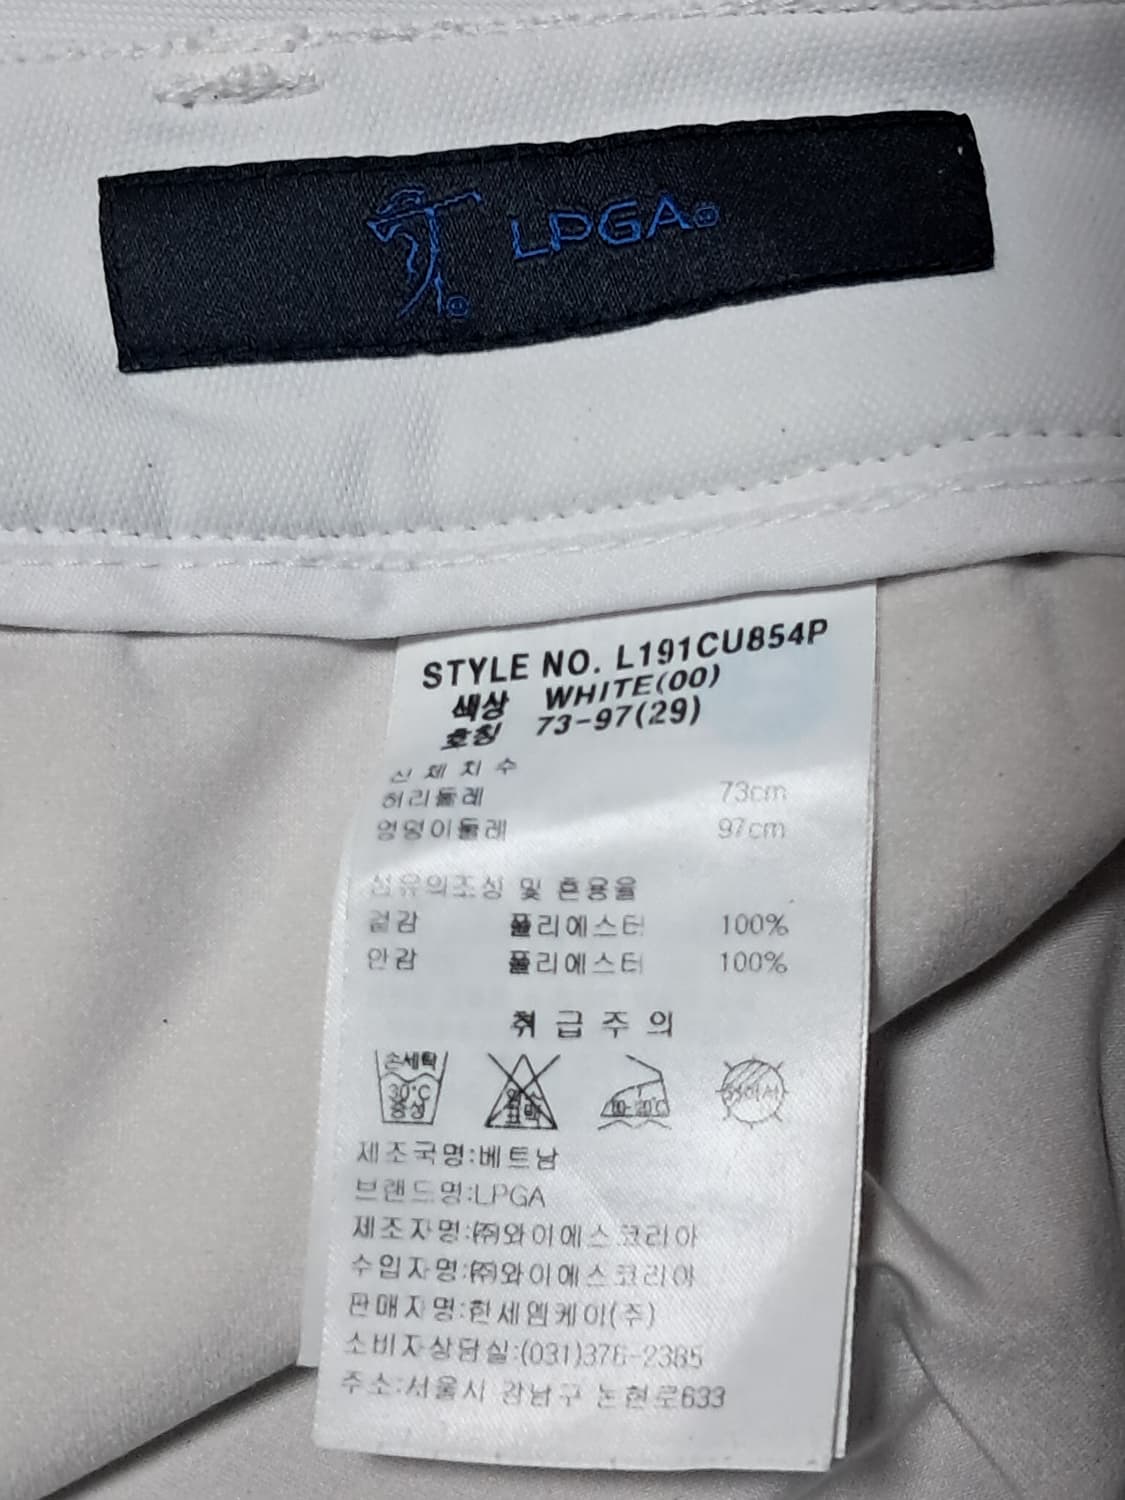 LPGA
STYLE NO. L191CU854P
색상 WHITE(00)
호칭 73-97(29)
신체치수
허리둘레 73cm
엉덩이둘레 97cm
섬유의조성 및 혼용율
겉감 폴리에스터 100%
안감 폴리에스터 100%
취급주의
손세탁
30°C
중성
제조국명:베트남
브랜드명:LPGA
제조자명:㈜와이에스코리아
수입자명:㈜와이에스코리아
판매자명:한세엠케이(주)
소비자상담실:(031)376-2385
주소:서울시 강남구 논현로633